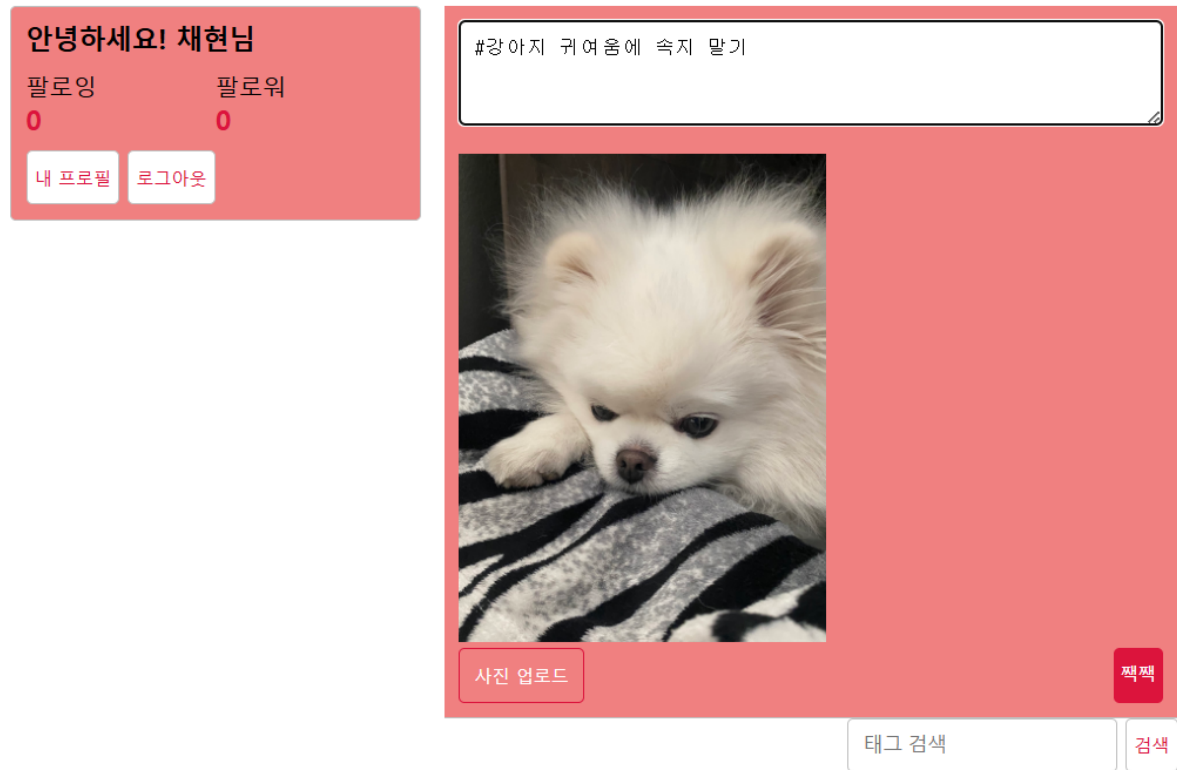 안녕하세요! 채현님
팔로잉 팔로워
0 0
내 프로필 로그아웃
#강아지 귀여움에 속지 말기
사진 업로드 짹짹
태그 검색 검색